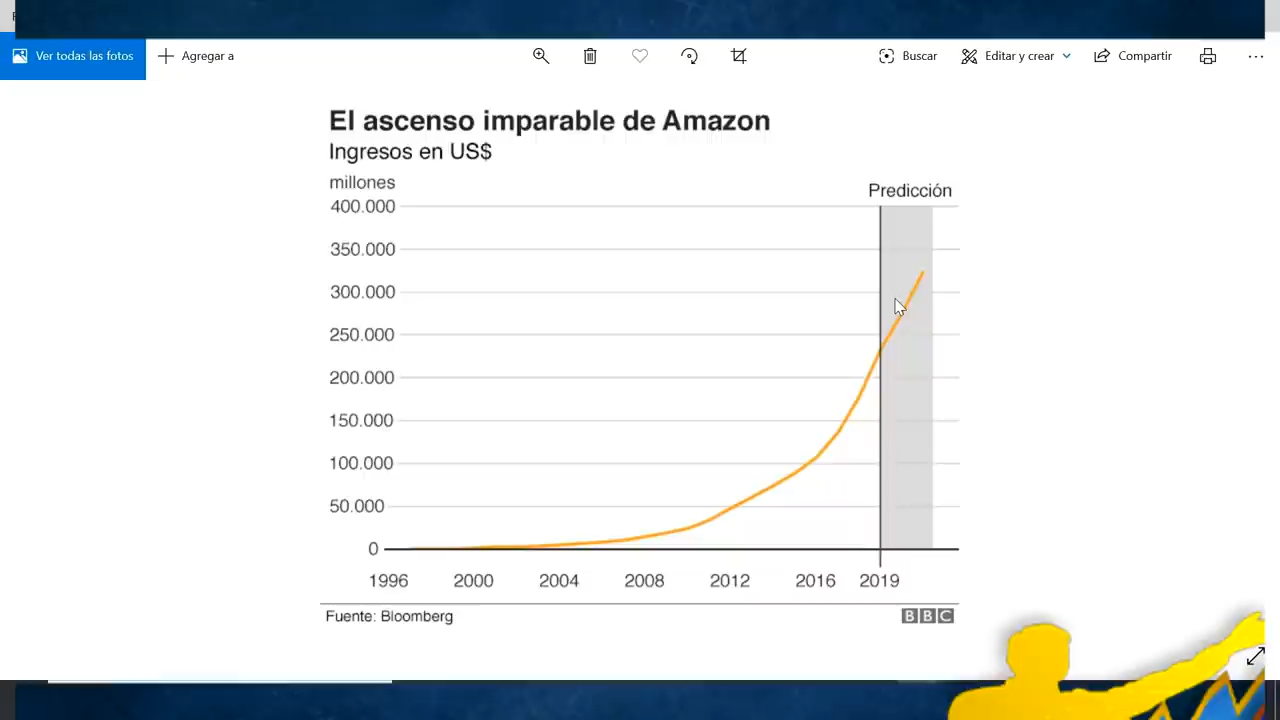 Ver todas las fotos
Agregar a
Buscar
Editar y crear
Compartir
El ascenso imparable de Amazon
Ingresos en US$
millones
Predicción
400.000
350.000
300.000
250.000
200.000
150.000
100.000
50.000
0
1996 2000 2004 2008 2012 2016 2019
Fuente: Bloomberg
BBC